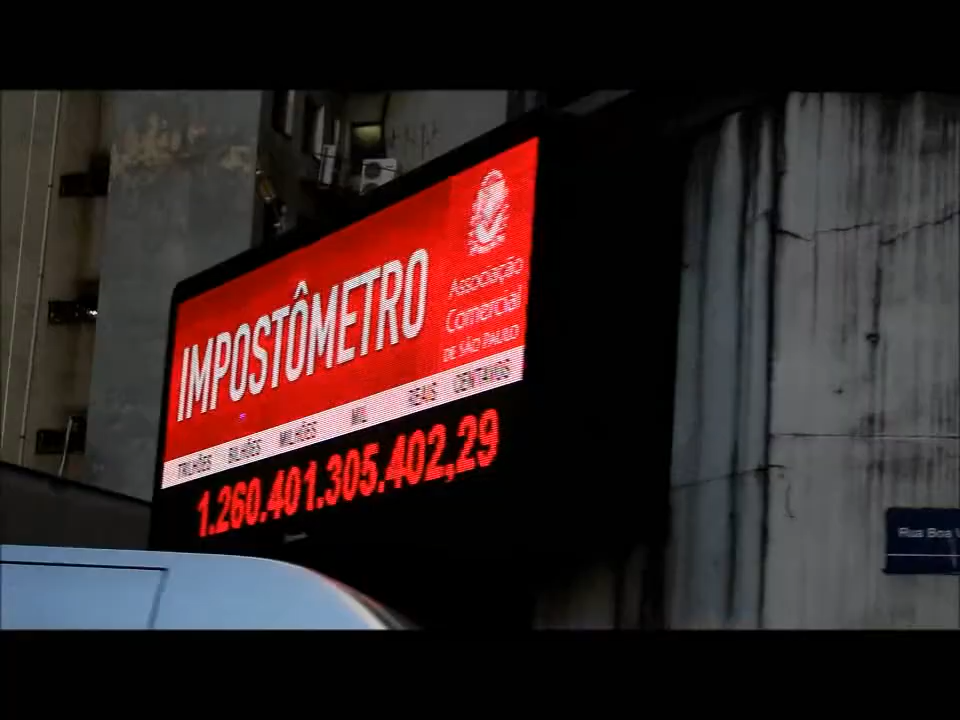 IMPOSTÔMETRO
Associação
Comercial
DE SÃO PAULO
TRILHÕES BILHÕES MILHÕES MIL REAIS CENTAVOS
1.260.401.305.402,29
Rua Boa